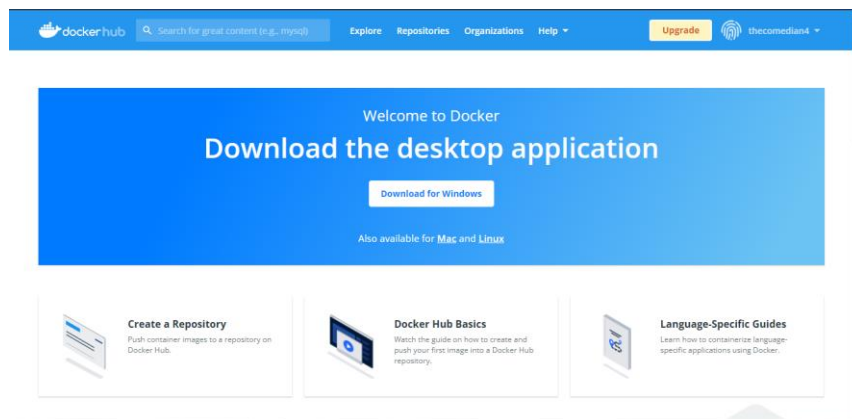 dockerhub Search for great content (e.g., mysql) Explore Repositories Organizations Help Upgrade thecomedian4
Welcome to Docker
Download the desktop application
Download for Windows
Also available for Mac and Linux
Create a Repository
Push container images to a repository on
Docker Hub.
Docker Hub Basics
Watch the guide on how to create and
push your first image into a Docker Hub
repository.
Language-Specific Guides
Learn how to containerize language-
specific applications using Docker.